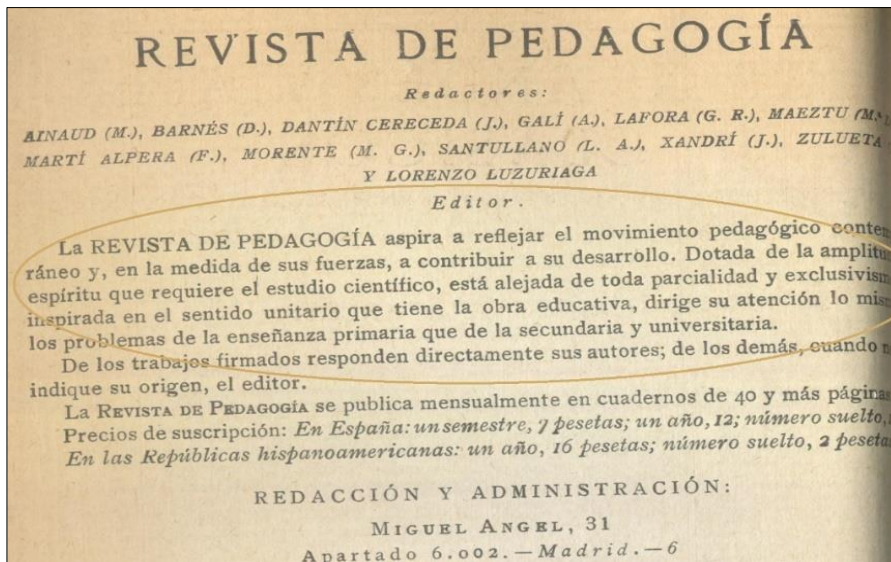 REVISTA DE PEDAGOGÍA
Redactores:
AINAUD (M.), BARNÉS (D.), DANTÍN CERECEDA (J.), GALÍ (A.), LAFORA (G. R.), MAEZTU
MARTÍ ALPERA (F.), MORENTE (M. G.), SANTULLANO (L. A.), XANDRÍ (J.), ZULUETA
Y LORENZO LUZURIAGA
Editor.
La REVISTA DE PEDAGOGÍA aspira a reflejar el movimiento pedagógico
ráneo y, en la medida de sus fuerzas, a contribuir a su desarrollo. Dotada de la
espíritu que requiere el estudio científico, está alejada de toda parcialidad y
inspirada en el sentido unitario que tiene la obra educativa, dirige su atención lo
los problemas de la enseñanza primaria que de la secundaria y universitaria.
De los trabajos firmados responden directamente sus autores; de los demás, cuando
indique su origen, el editor.
La REVISTA DE PEDAGOGÍA se publica mensualmente en cuadernos de 40 y más páginas
Precios de suscripción: En España: un semestre, 7 pesetas; un año, 12; número suelto,
En las Repúblicas hispanoamericanas: un año, 16 pesetas; número suelto, 2
REDACCIÓN Y ADMINISTRACIÓN:
MIGUEL ANGEL, 31
Apartado 6.002.—Madrid.—6